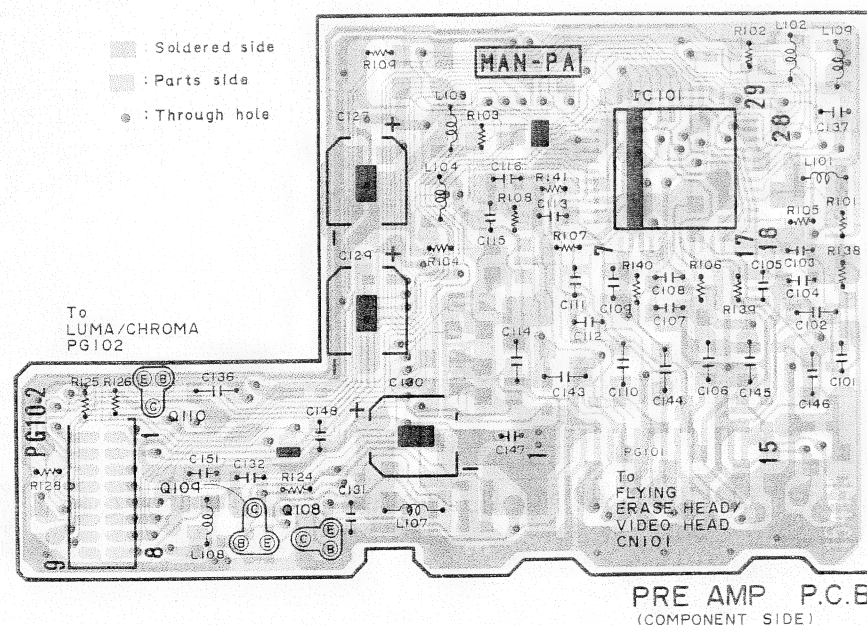 : Soldered side
: Parts side
: Through hole
MAN-PA
R109
R102
L102
L109
C127
L103
R103
IC101
29
28
C137
L104
C116
R141
L101
R108
C113
R105
R101
C115
R107
7
17
18
R138
C129
R104
C103
C111
C109
R140
C108
R106
C105
C104
R139
C107
C102
C112
C114
To
LUMA/CHROMA
PG102
R125
R126
E
B
C
C136
C130
C143
C110
C144
C106
C145
C146
C101
PG102
1
Q110
C149
C147
1
PG101
15
R128
C151
C132
R124
Q109
Q108
C131
To
FLYING
ERASE HEAD/
VIDEO HEAD
CN101
L108
C
B
E
C
E
B
L107
9
8
PRE AMP P.C.B
(COMPONENT SIDE)